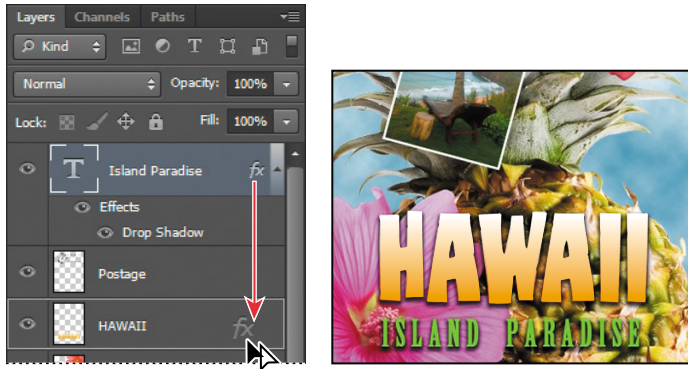 Layers Channels Paths
Kind T
Normal Opacity: 100%
Lock: Fill: 100%
T Island Paradise fx
Effects
Drop Shadow
Postage
HAWAII fx
HAWAII
ISLAND PARADISE